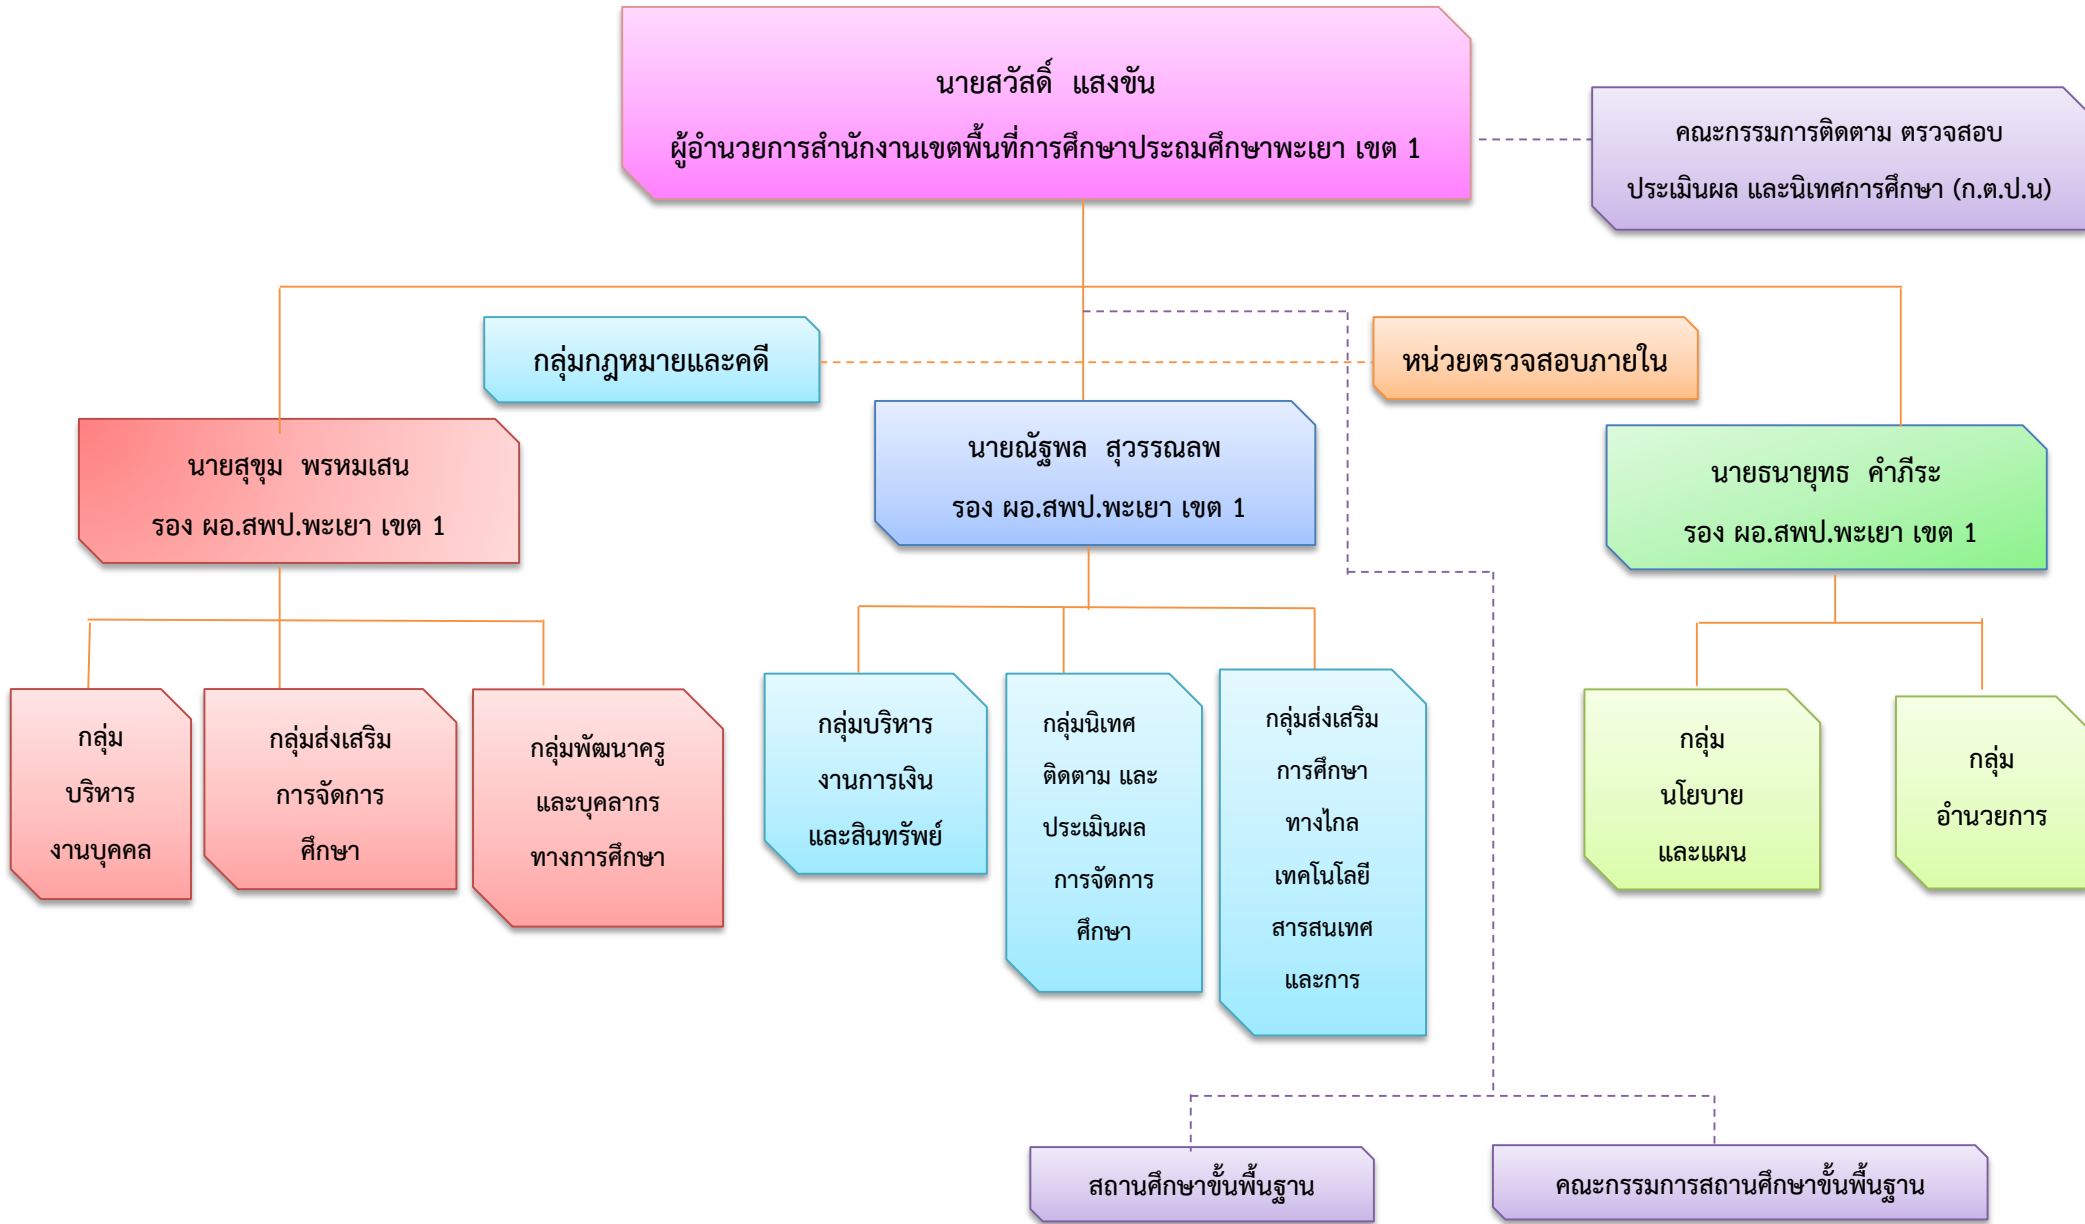 นายสวัสดิ์ แสงขัน
ผู้อำนวยการสำนักงานเขตพื้นที่การศึกษาประถมศึกษาพะเยา เขต 1
คณะกรรมการติดตาม ตรวจสอบ
ประเมินผล และนิเทศการศึกษา (ก.ต.ป.น)
กลุ่มกฎหมายและคดี
หน่วยตรวจสอบภายใน
นายสุขุม พรหมเสน
รอง ผอ.สพป.พะเยา เขต 1
นายณัฐพล สุวรรณลพ
รอง ผอ.สพป.พะเยา เขต 1
นายธนายุทธ คำภีระ
รอง ผอ.สพป.พะเยา เขต 1
กลุ่ม
บริหาร
งานบุคคล
กลุ่มส่งเสริม
การจัดการ
ศึกษา
กลุ่มพัฒนาครู
และบุคลากร
ทางการศึกษา
กลุ่มบริหาร
งานการเงิน
และสินทรัพย์
กลุ่มนิเทศ
ติดตาม และ
ประเมินผล
การจัดการ
ศึกษา
กลุ่มส่งเสริม
การศึกษา
ทางไกล
เทคโนโลยี
สารสนเทศ
และการ
กลุ่ม
นโยบาย
และแผน
กลุ่ม
อำนวยการ
สถานศึกษาขั้นพื้นฐาน
คณะกรรมการสถานศึกษาขั้นพื้นฐาน